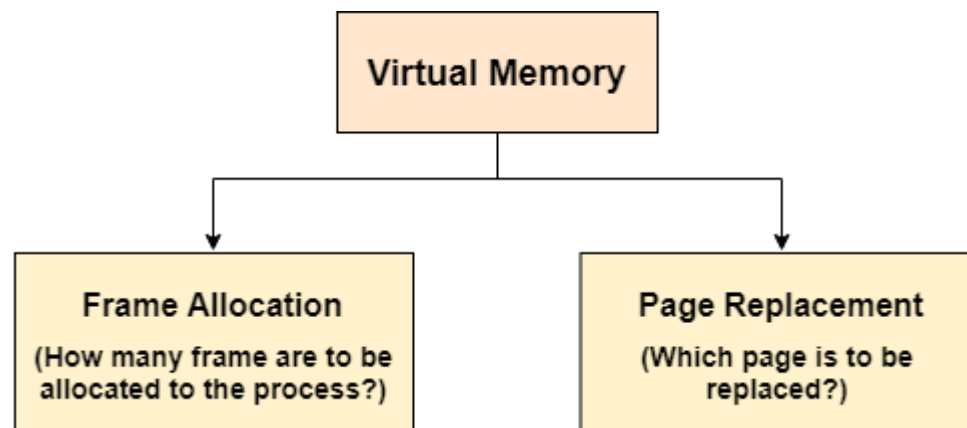 Virtual Memory
Frame Allocation
(How many frame are to be
allocated to the process?)
Page Replacement
(Which page is to be
replaced?)